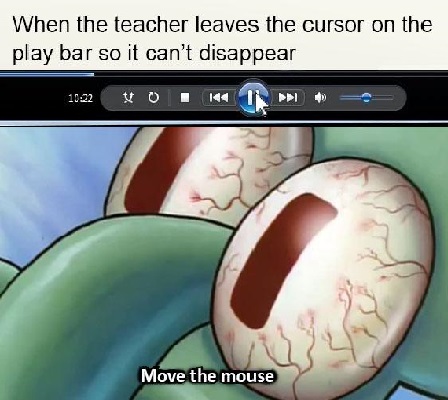 When the teacher leaves the cursor on the
play bar so it can't disappear
10:22
Move the mouse